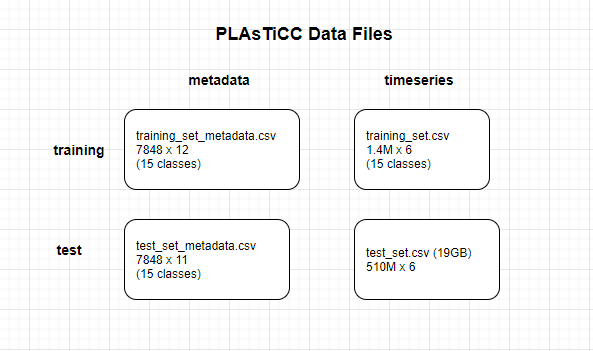 PLAsTiCC Data Files
metadata
timeseries
training
training_set_metadata.csv
7848 x 12
(15 classes)
training_set.csv
1.4M x 6
(15 classes)
test
test_set_metadata.csv
7848 x 11
(15 classes)
test_set.csv (19GB)
510M x 6